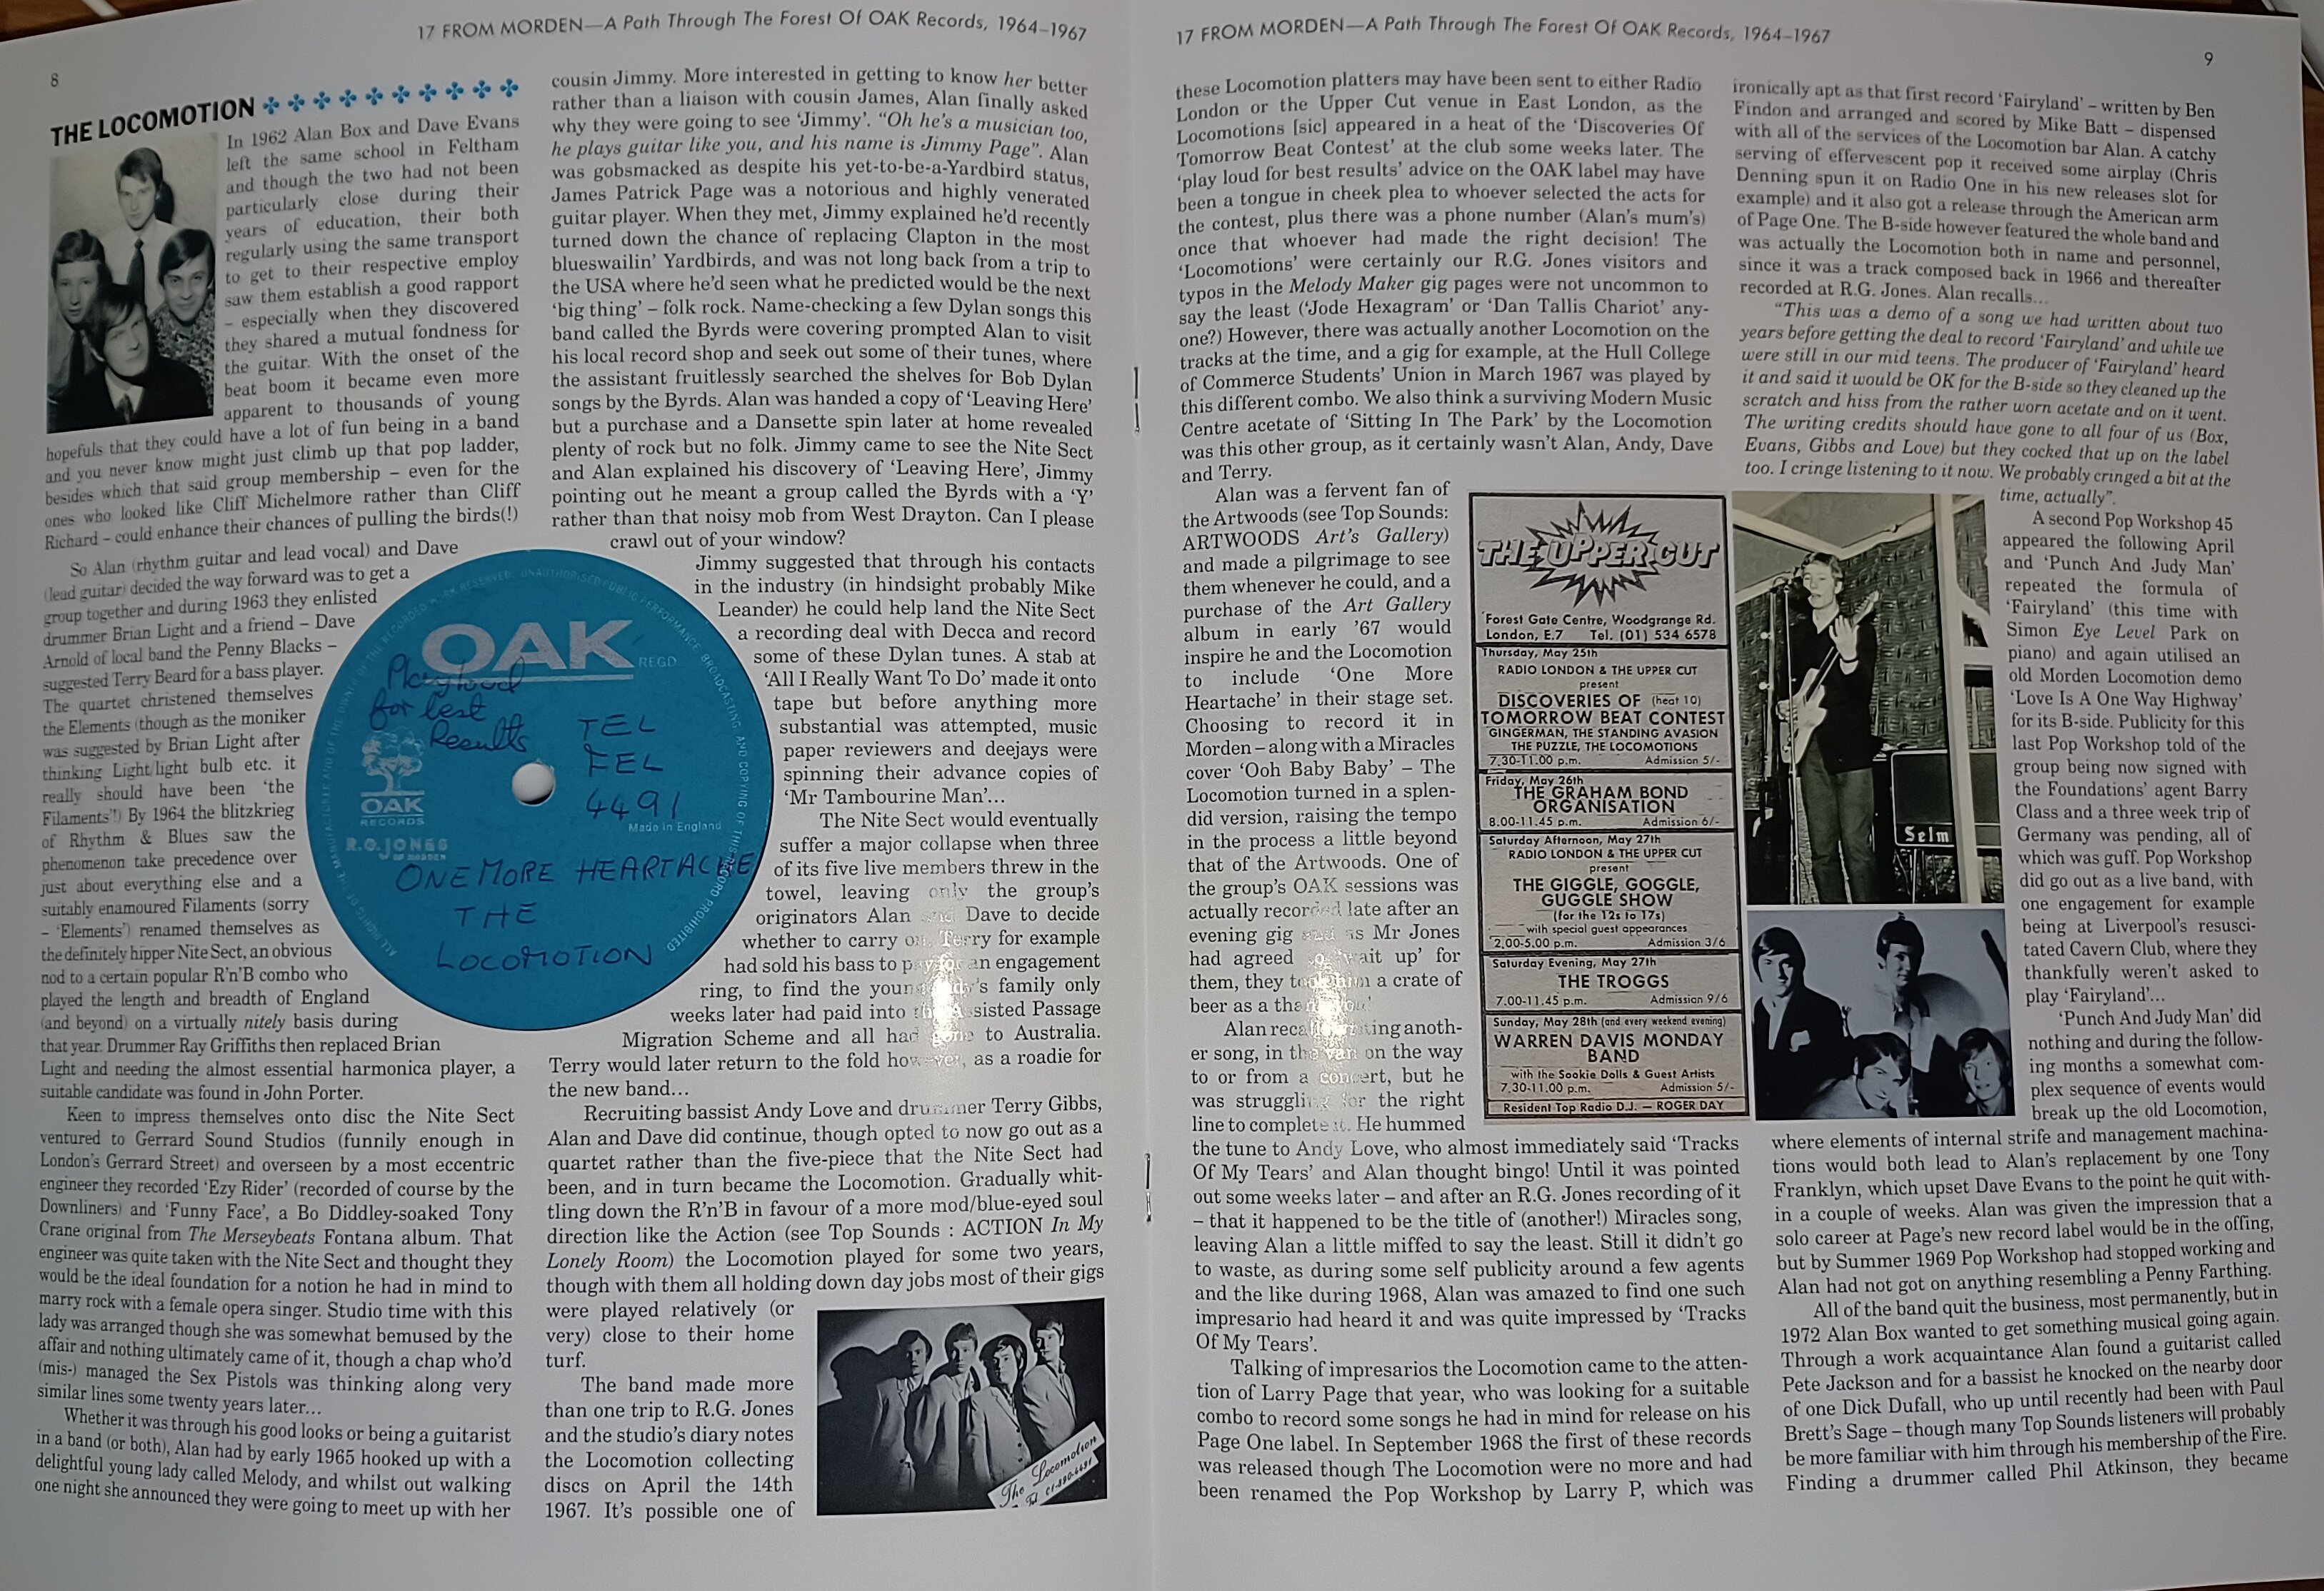 17 FROM MORDEN—A Path Through The Forest Of OAK Records, 1964–1967
8
THE LOCOMOTION
In 1962 Alan Box and Dave Evans
left the same school in Feltham
and though the two had not been
particularly close during their
years of education, their both
regularly using the same transport
to get to their respective employ
saw them establish a good rapport
– especially when they discovered
they shared a mutual fondness for
the guitar. With the onset of the
beat boom it became even more
apparent to thousands of young
hopefuls that they could have a lot of fun being in a band
and you never know might just climb up that pop ladder,
besides which that said group membership – even for the
ones who looked like Cliff Michelmore rather than Cliff
Richard – could enhance their chances of pulling the birds(!)
So Alan (rhythm guitar and lead vocal) and Dave
(lead guitar) decided the way forward was to get a
group together and during 1963 they enlisted
drummer Brian Light and a friend – Dave
Arnold of local band the Penny Blacks –
suggested Terry Beard for a bass player.
The quartet christened themselves
the Elements (though as the moniker
was suggested by Brian Light after
thinking Light/light bulb etc. it
really should have been 'the
Filaments'!) By 1964 the blitzkrieg
of Rhythm & Blues saw the
phenomenon take precedence over
just about everything else and a
suitably enamoured Filaments (sorry
– 'Elements') renamed themselves as
the definitely hipper Nite Sect, an obvious
nod to a certain popular R'n'B combo who
played the length and breadth of England
(and beyond) on a virtually nitely basis during
that year. Drummer Ray Griffiths then replaced Brian
Light and needing the almost essential harmonica player, a
suitable candidate was found in John Porter.
Keen to impress themselves onto disc the Nite Sect
ventured to Gerrard Sound Studios (funnily enough in
London's Gerrard Street) and overseen by a most eccentric
engineer they recorded 'Ezy Rider' (recorded of course by the
Downliners) and 'Funny Face', a Bo Diddley-soaked Tony
Crane original from The Merseybeats Fontana album. That
engineer was quite taken with the Nite Sect and thought they
would be the ideal foundation for a notion he had in mind to
marry rock with a female opera singer. Studio time with this
lady was arranged though she was somewhat bemused by the
affair and nothing ultimately came of it, though a chap who'd
(mis-) managed the Sex Pistols was thinking along very
similar lines some twenty years later...
Whether it was through his good looks or being a guitarist
in a band (or both), Alan had by early 1965 hooked up with a
delightful young lady called Melody, and whilst out walking
one night she announced they were going to meet up with her
OAK
REGD
Play loud
for best
Results
TEL
FEL
4491
OAK
RECORDS
Made in England
R.G. JONES
OF MORDEN
ONE MORE HEARTACHE
THE
LOCOMOTION
cousin Jimmy. More interested in getting to know her better
rather than a liaison with cousin James, Alan finally asked
why they were going to see 'Jimmy'. "Oh he's a musician too,
he plays guitar like you, and his name is Jimmy Page". Alan
was gobsmacked as despite his yet-to-be-a-Yardbird status,
James Patrick Page was a notorious and highly venerated
guitar player. When they met, Jimmy explained he'd recently
turned down the chance of replacing Clapton in the most
blueswailin' Yardbirds, and was not long back from a trip to
the USA where he'd seen what he predicted would be the next
'big thing' – folk rock. Name-checking a few Dylan songs this
band called the Byrds were covering prompted Alan to visit
his local record shop and seek out some of their tunes, where
the assistant fruitlessly searched the shelves for Bob Dylan
songs by the Byrds. Alan was handed a copy of 'Leaving Here'
but a purchase and a Dansette spin later at home revealed
plenty of rock but no folk. Jimmy came to see the Nite Sect
and Alan explained his discovery of 'Leaving Here', Jimmy
pointing out he meant a group called the Byrds with a 'Y'
rather than that noisy mob from West Drayton. Can I please
crawl out of your window?
Jimmy suggested that through his contacts
in the industry (in hindsight probably Mike
Leander) he could help land the Nite Sect
a recording deal with Decca and record
some of these Dylan tunes. A stab at
'All I Really Want To Do' made it onto
tape but before anything more
substantial was attempted, music
paper reviewers and deejays were
spinning their advance copies of
'Mr Tambourine Man'...
The Nite Sect would eventually
suffer a major collapse when three
of its five live members threw in the
towel, leaving only the group's
originators Alan and Dave to decide
whether to carry on. Terry for example
had sold his bass to pay for an engagement
ring, to find the young lady's family only
weeks later had paid into the Assisted Passage
Migration Scheme and all had gone to Australia.
Terry would later return to the fold however, as a roadie for
the new band...
Recruiting bassist Andy Love and drummer Terry Gibbs,
Alan and Dave did continue, though opted to now go out as a
quartet rather than the five-piece that the Nite Sect had
been, and in turn became the Locomotion. Gradually whit-
tling down the R'n'B in favour of a more mod/blue-eyed soul
direction like the Action (see Top Sounds : ACTION In My
Lonely Room) the Locomotion played for some two years,
though with them all holding down day jobs most of their gigs
were played relatively (or
very) close to their home
turf.
The band made more
than one trip to R.G. Jones
and the studio's diary notes
the Locomotion collecting
discs on April the 14th
1967. It's possible one of
The Locomotion
Tel 01-890-4491
17 FROM MORDEN—A Path Through The Forest Of OAK Records, 1964–1967
9
these Locomotion platters may have been sent to either Radio
London or the Upper Cut venue in East London, as the
Locomotions [sic] appeared in a heat of the 'Discoveries Of
Tomorrow Beat Contest' at the club some weeks later. The
'play loud for best results' advice on the OAK label may have
been a tongue in cheek plea to whoever selected the acts for
the contest, plus there was a phone number (Alan's mum's)
once that whoever had made the right decision! The
'Locomotions' were certainly our R.G. Jones visitors and
typos in the Melody Maker gig pages were not uncommon to
say the least ('Jode Hexagram' or 'Dan Tallis Chariot' any-
one?) However, there was actually another Locomotion on the
tracks at the time, and a gig for example, at the Hull College
of Commerce Students' Union in March 1967 was played by
this different combo. We also think a surviving Modern Music
Centre acetate of 'Sitting In The Park' by the Locomotion
was this other group, as it certainly wasn't Alan, Andy, Dave
and Terry.
Alan was a fervent fan of
the Artwoods (see Top Sounds:
ARTWOODS Art's Gallery)
and made a pilgrimage to see
them whenever he could, and a
purchase of the Art Gallery
album in early '67 would
inspire he and the Locomotion
to include 'One More
Heartache' in their stage set.
Choosing to record it in
Morden – along with a Miracles
cover 'Ooh Baby Baby' – The
Locomotion turned in a splen-
did version, raising the tempo
in the process a little beyond
that of the Artwoods. One of
the group's OAK sessions was
actually recorded late after an
evening gig and as Mr Jones
had agreed to 'wait up' for
them, they took him a crate of
beer as a thank you!
Alan recalls writing anoth-
er song, in the van on the way
to or from a concert, but he
was struggling for the right
line to complete it. He hummed
the tune to Andy Love, who almost immediately said 'Tracks
Of My Tears' and Alan thought bingo! Until it was pointed
out some weeks later – and after an R.G. Jones recording of it
– that it happened to be the title of (another!) Miracles song,
leaving Alan a little miffed to say the least. Still it didn't go
to waste, as during some self publicity around a few agents
and the like during 1968, Alan was amazed to find one such
impresario had heard it and was quite impressed by 'Tracks
Of My Tears'.
Talking of impresarios the Locomotion came to the atten-
tion of Larry Page that year, who was looking for a suitable
combo to record some songs he had in mind for release on his
Page One label. In September 1968 the first of these records
was released though The Locomotion were no more and had
been renamed the Pop Workshop by Larry P, which was
THE UPPER CUT
Forest Gate Centre, Woodgrange Rd.
London, E.7 Tel. (01) 534 6578
Thursday, May 25th
RADIO LONDON & THE UPPER CUT
present
DISCOVERIES OF (heat 10)
TOMORROW BEAT CONTEST
GINGERMAN, THE STANDING AVASION
THE PUZZLE, THE LOCOMOTIONS
7.30-11.00 p.m. Admission 5/-
Friday, May 26th
THE GRAHAM BOND
ORGANISATION
8.00-11.45 p.m. Admission 6/-
Saturday Afternoon, May 27th
RADIO LONDON & THE UPPER CUT
present
THE GIGGLE, GOGGLE,
GUGGLE SHOW
(for the 12s to 17s)
with special guest appearances
2.00-5.00 p.m. Admission 3/6
Saturday Evening, May 27th
THE TROGGS
7.00-11.45 p.m. Admission 9/6
Sunday, May 28th (and every weekend evening)
WARREN DAVIS MONDAY
BAND
with the Sookie Dolls & Guest Artists
7.30-11.00 p.m. Admission 5/-
Resident Top Radio D.J. — ROGER DAY
Selm
ironically apt as that first record 'Fairyland' – written by Ben
Findon and arranged and scored by Mike Batt – dispensed
with all of the services of the Locomotion bar Alan. A catchy
serving of effervescent pop it received some airplay (Chris
Denning spun it on Radio One in his new releases slot for
example) and it also got a release through the American arm
of Page One. The B-side however featured the whole band and
was actually the Locomotion both in name and personnel,
since it was a track composed back in 1966 and thereafter
recorded at R.G. Jones. Alan recalls...
"This was a demo of a song we had written about two
years before getting the deal to record 'Fairyland' and while we
were still in our mid teens. The producer of 'Fairyland' heard
it and said it would be OK for the B-side so they cleaned up the
scratch and hiss from the rather worn acetate and on it went.
The writing credits should have gone to all four of us (Box,
Evans, Gibbs and Love) but they cocked that up on the label
too. I cringe listening to it now. We probably cringed a bit at the
time, actually".
A second Pop Workshop 45
appeared the following April
and 'Punch And Judy Man'
repeated the formula of
'Fairyland' (this time with
Simon Eye Level Park on
piano) and again utilised an
old Morden Locomotion demo
'Love Is A One Way Highway'
for its B-side. Publicity for this
last Pop Workshop told of the
group being now signed with
the Foundations' agent Barry
Class and a three week trip of
Germany was pending, all of
which was guff. Pop Workshop
did go out as a live band, with
one engagement for example
being at Liverpool's resusci-
tated Cavern Club, where they
thankfully weren't asked to
play 'Fairyland'...
'Punch And Judy Man' did
nothing and during the follow-
ing months a somewhat com-
plex sequence of events would
break up the old Locomotion,
where elements of internal strife and management machina-
tions would both lead to Alan's replacement by one Tony
Franklyn, which upset Dave Evans to the point he quit with-
in a couple of weeks. Alan was given the impression that a
solo career at Page's new record label would be in the offing,
but by Summer 1969 Pop Workshop had stopped working and
Alan had not got on anything resembling a Penny Farthing.
All of the band quit the business, most permanently, but in
1972 Alan Box wanted to get something musical going again.
Through a work acquaintance Alan found a guitarist called
Pete Jackson and for a bassist he knocked on the nearby door
of one Dick Dufall, who up until recently had been with Paul
Brett's Sage – though many Top Sounds listeners will probably
be more familiar with him through his membership of the Fire.
Finding a drummer called Phil Atkinson, they became